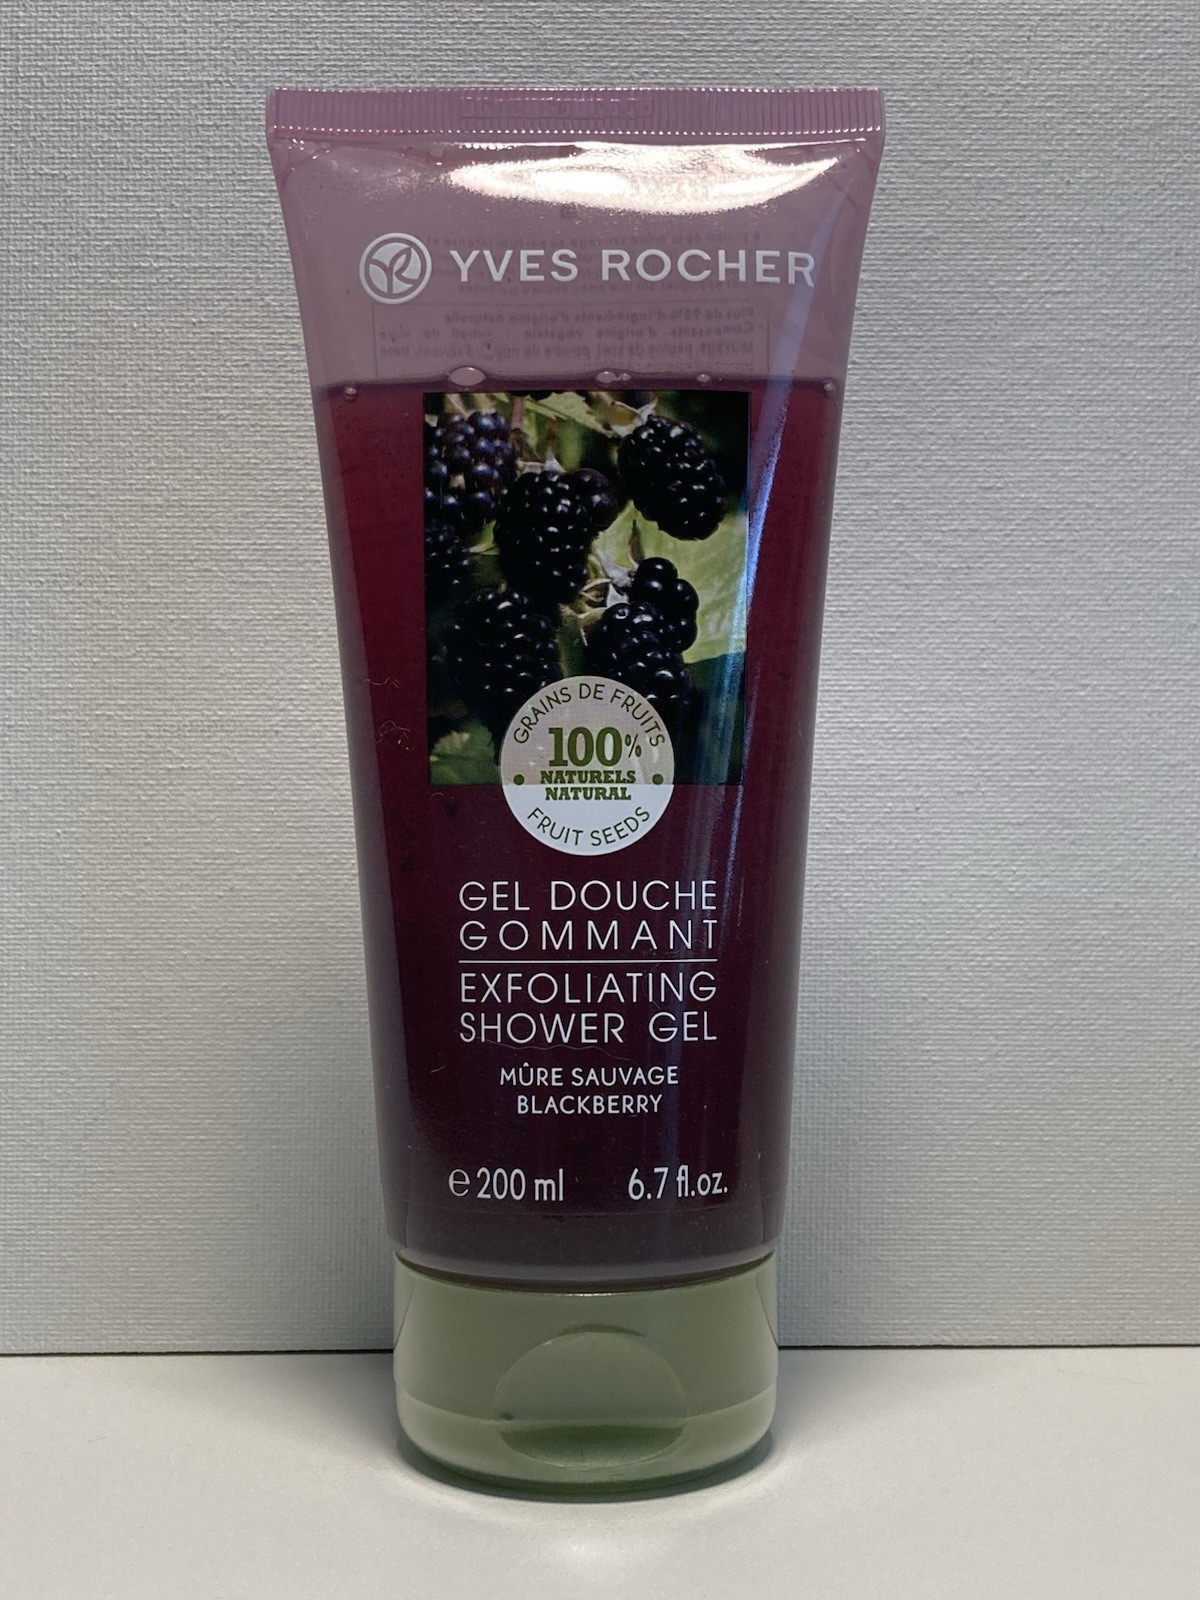 YVES ROCHER
GRAINS DE FRUITS
100%
NATURELS
NATURAL
FRUIT SEEDS
GEL DOUCHE
GOMMANT
EXFOLIATING
SHOWER GEL
MÛRE SAUVAGE
BLACKBERRY
e 200 ml 6.7 fl.oz.